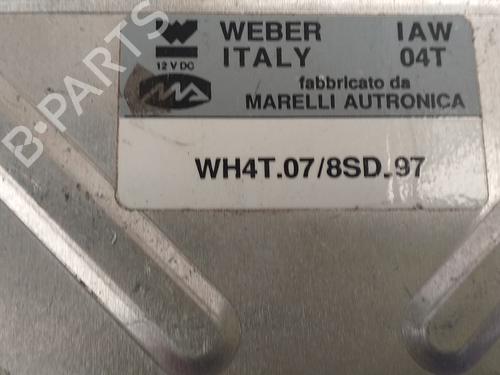 WEBER IAW
ITALY 04T
12 V DC
fabbricato da
MARELLI AUTRONICA
WH4T.07/8SD.97
B-PARTS